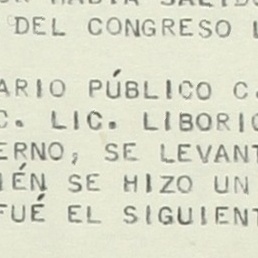 DEL CONGRESO
ARIO PÚBLICO C
C. LIC. LIBORIO
ERNO, SE LEVANT
IÉN SE HIZO UN
FUÉ EL SIGUIENT